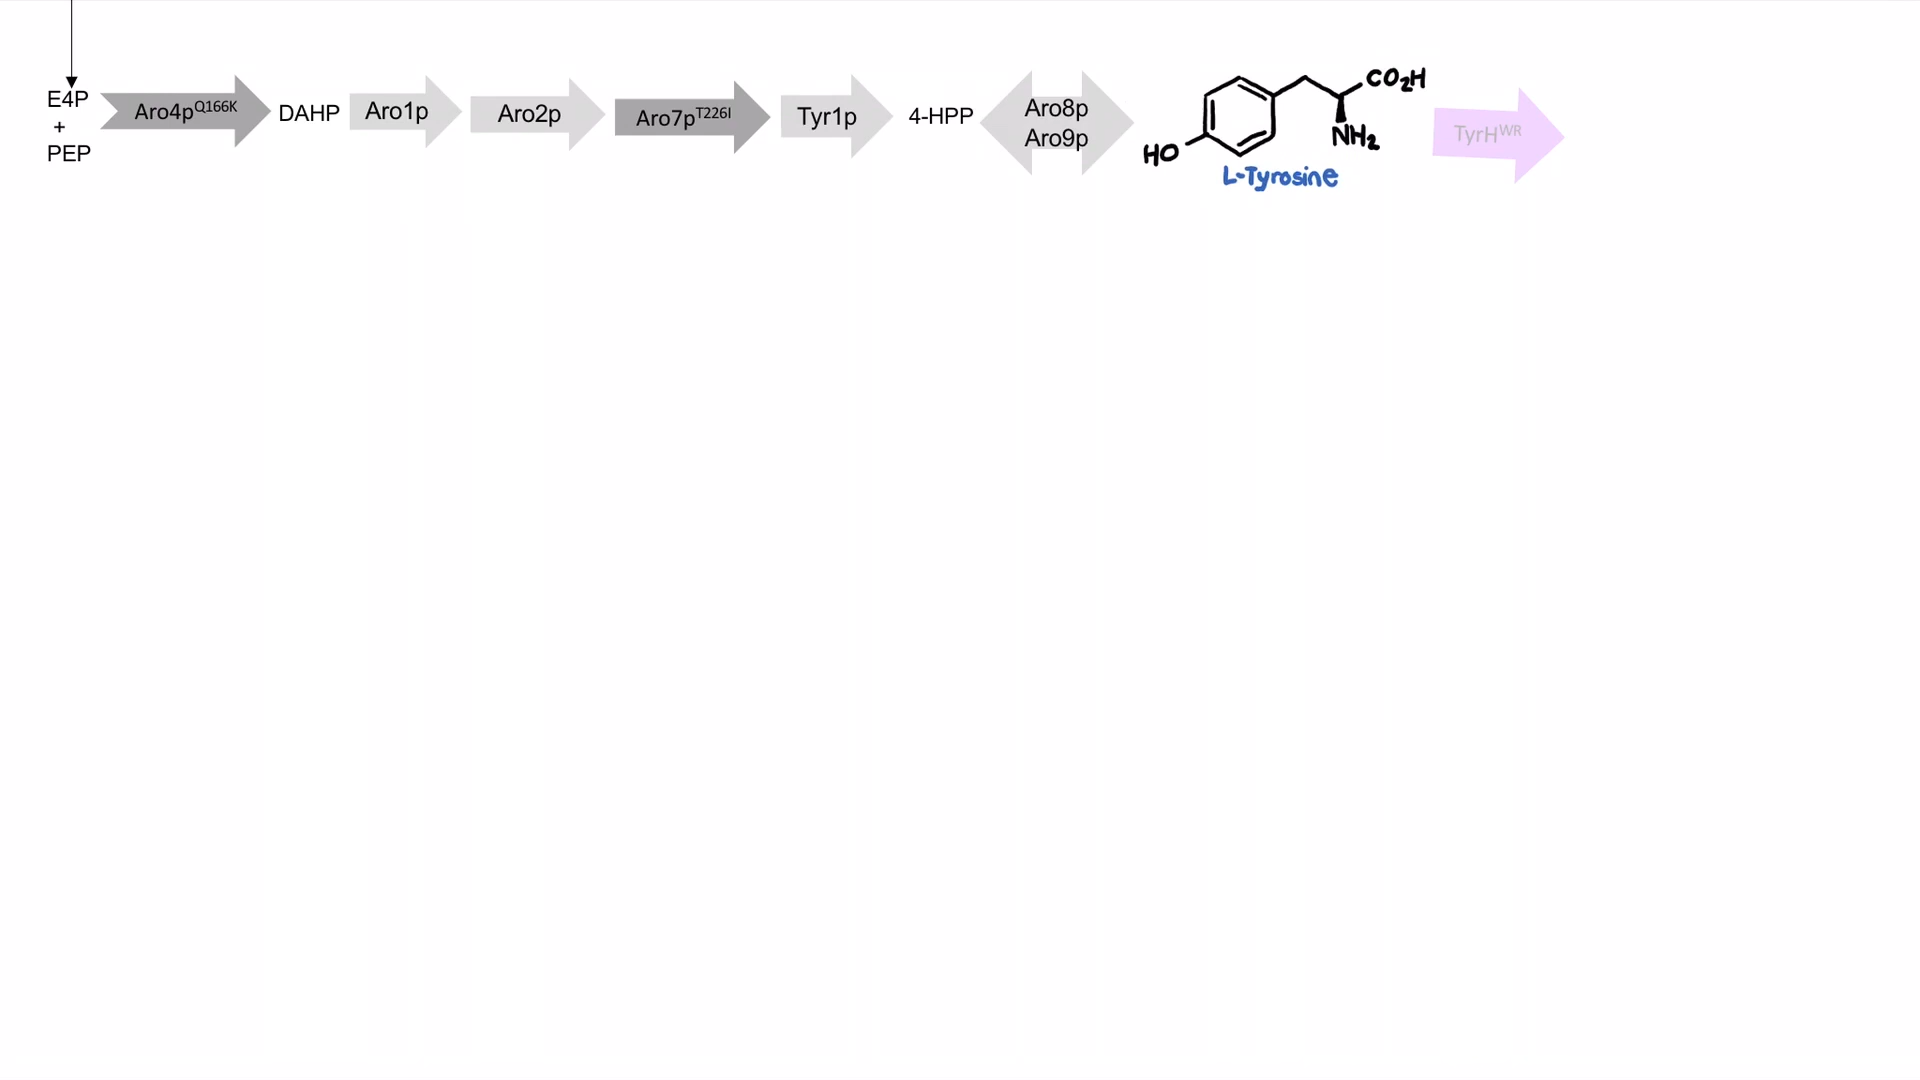 E4P
+
PEP
Aro4pQ166K
DAHP
Aro1p
Aro2p
Aro7pT226I
Tyr1p
4-HPP
Aro8p
Aro9p
HO
CO2H
NH2
L-Tyrosine
TyrHWR